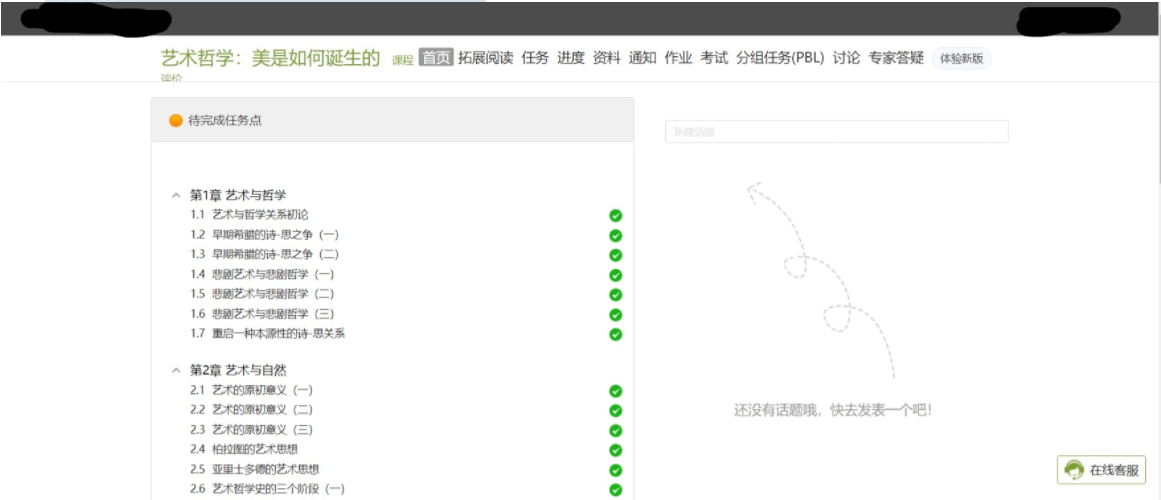 艺术哲学：美是如何诞生的 课程 首页 拓展阅读 任务 进度 资料 通知 作业 考试 分组任务(PBL) 讨论 专家答疑 体验新版
评价
待完成任务点
新建话题
第1章 艺术与哲学
1.1 艺术与哲学关系初论
1.2 早期希腊的诗-思之争（一）
1.3 早期希腊的诗-思之争（二）
1.4 悲剧艺术与悲剧哲学（一）
1.5 悲剧艺术与悲剧哲学（二）
1.6 悲剧艺术与悲剧哲学（三）
1.7 重启一种本源性的诗-思关系
第2章 艺术与自然
2.1 艺术的原初意义（一）
2.2 艺术的原初意义（二）
2.3 艺术的原初意义（三）
2.4 柏拉图的艺术思想
2.5 亚里士多德的艺术思想
2.6 艺术哲学史的三个阶段（一）
还没有话题哦，快去发表一个吧！
在线客服